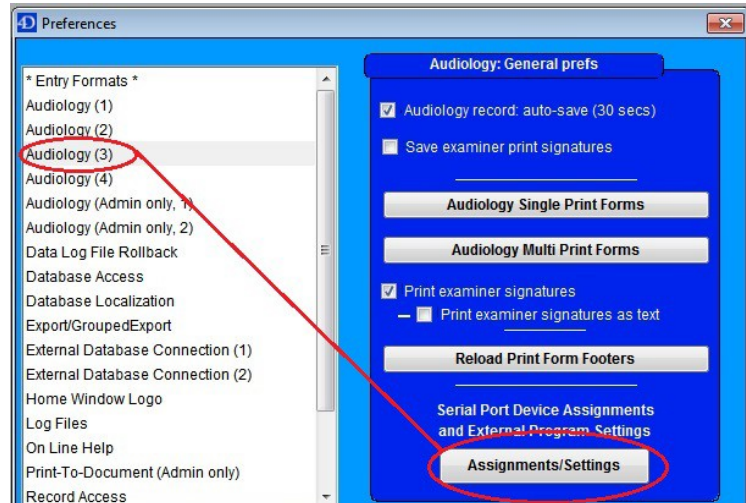 4D Preferences
* Entry Formats *
Audiology (1)
Audiology (2)
Audiology (3)
Audiology (4)
Audiology (Admin only, 1)
Audiology (Admin only, 2)
Data Log File Rollback
Database Access
Database Localization
Export/GroupedExport
External Database Connection (1)
External Database Connection (2)
Home Window Logo
Log Files
On Line Help
Print-To-Document (Admin only)
Record Access
Audiology: General prefs
Audiology record: auto-save (30 secs)
Save examiner print signatures
Audiology Single Print Forms
Audiology Multi Print Forms
Print examiner signatures
Print examiner signatures as text
Reload Print Form Footers
Serial Port Device Assignments
and External Program Settings
Assignments/Settings